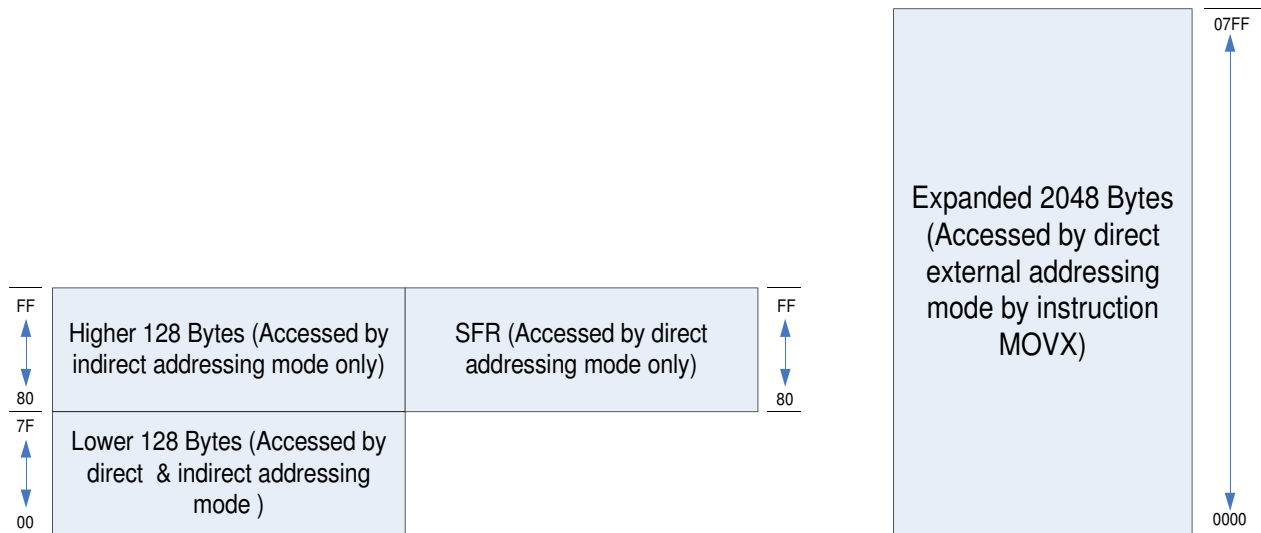 07FF
Expanded 2048 Bytes
(Accessed by direct
external addressing
mode by instruction
MOVX)
0000
FF
80
7F
00
Higher 128 Bytes (Accessed by
indirect addressing mode only)
SFR (Accessed by direct
addressing mode only)
FF
80
Lower 128 Bytes (Accessed by
direct & indirect addressing
mode )